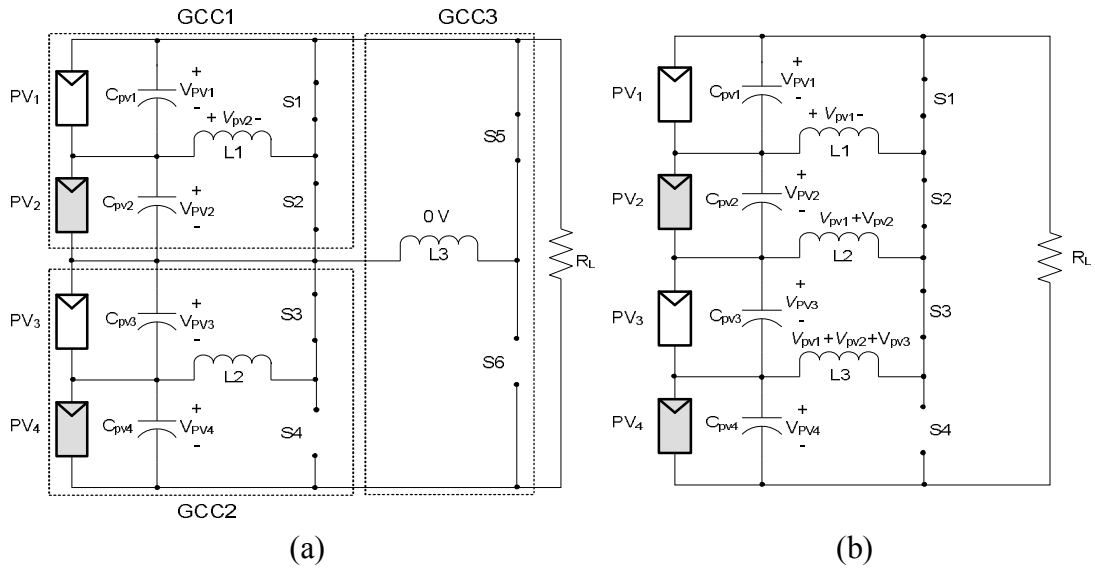 GCC1
GCC3
PV1
Cpv1
+
VPV1
-
S1
+ Vpv2 -
L1
S5
PV2
Cpv2
+
VPV2
-
S2
0 V
L3
RL
PV3
Cpv3
+
VPV3
-
S3
L2
S6
PV4
Cpv4
+
VPV4
-
S4
GCC2
(a)
PV1
Cpv1
+
VPV1
-
S1
+ Vpv1 -
L1
PV2
Cpv2
+
VPV2
-
S2
Vpv1 + Vpv2
L2
RL
PV3
Cpv3
+
VPV3
-
S3
Vpv1 + Vpv2 + Vpv3
L3
PV4
Cpv4
+
VPV4
-
S4
(b)